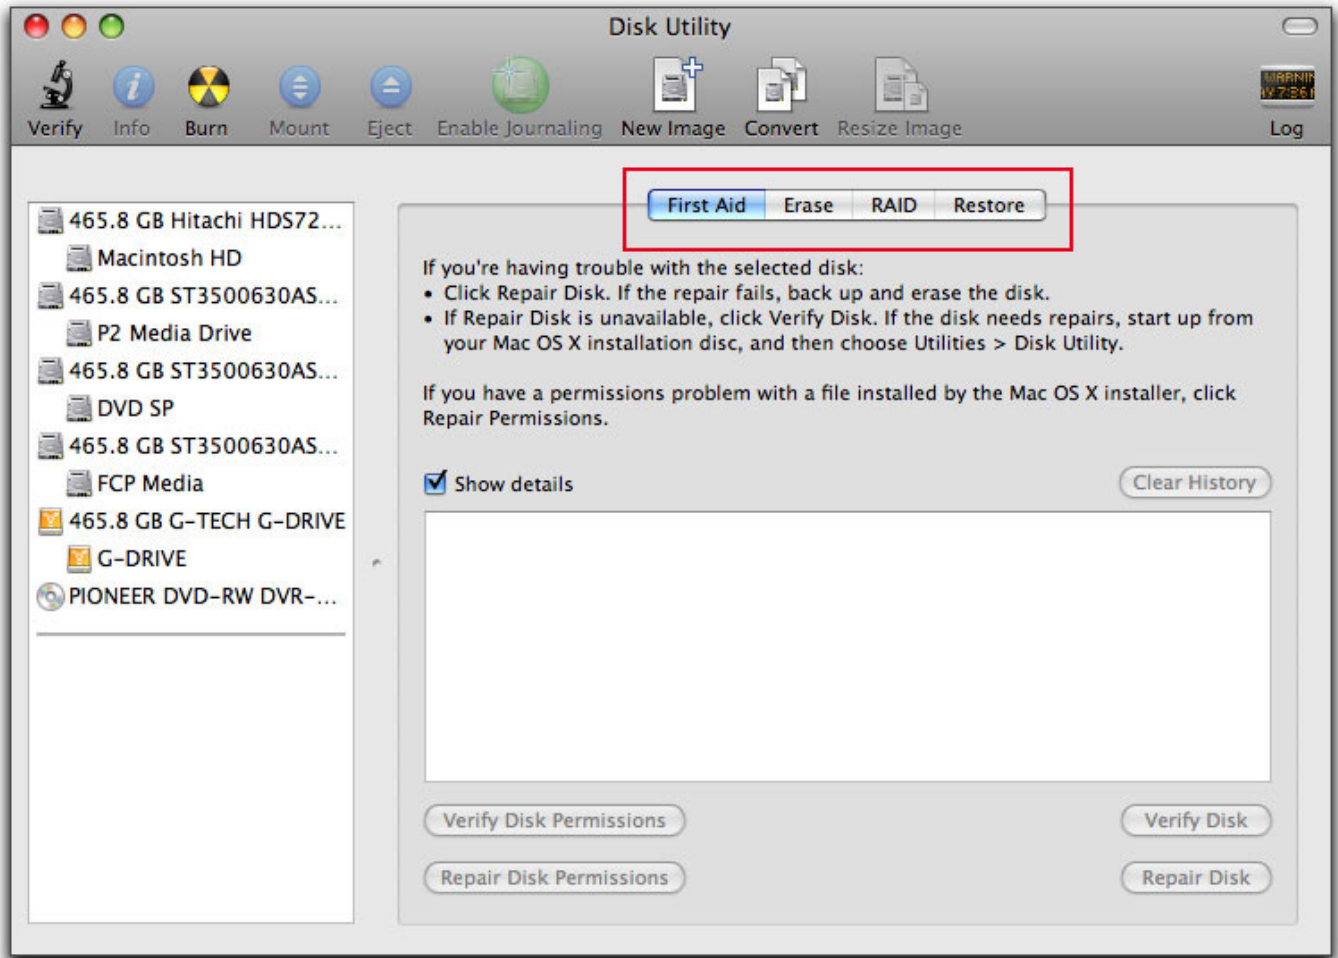 Disk Utility
Verify Info Burn Mount Eject Enable Journaling New Image Convert Resize Image Log
WARNIN
First Aid Erase RAID Restore
465.8 GB Hitachi HDS72...
Macintosh HD
465.8 GB ST3500630AS...
P2 Media Drive
465.8 GB ST3500630AS...
DVD SP
465.8 GB ST3500630AS...
FCP Media
465.8 GB G-TECH G-DRIVE
G-DRIVE
PIONEER DVD-RW DVR-...
If you're having trouble with the selected disk:
• Click Repair Disk. If the repair fails, back up and erase the disk.
• If Repair Disk is unavailable, click Verify Disk. If the disk needs repairs, start up from
your Mac OS X installation disc, and then choose Utilities > Disk Utility.
If you have a permissions problem with a file installed by the Mac OS X installer, click
Repair Permissions.
Show details
Clear History
Verify Disk Permissions
Verify Disk
Repair Disk Permissions
Repair Disk